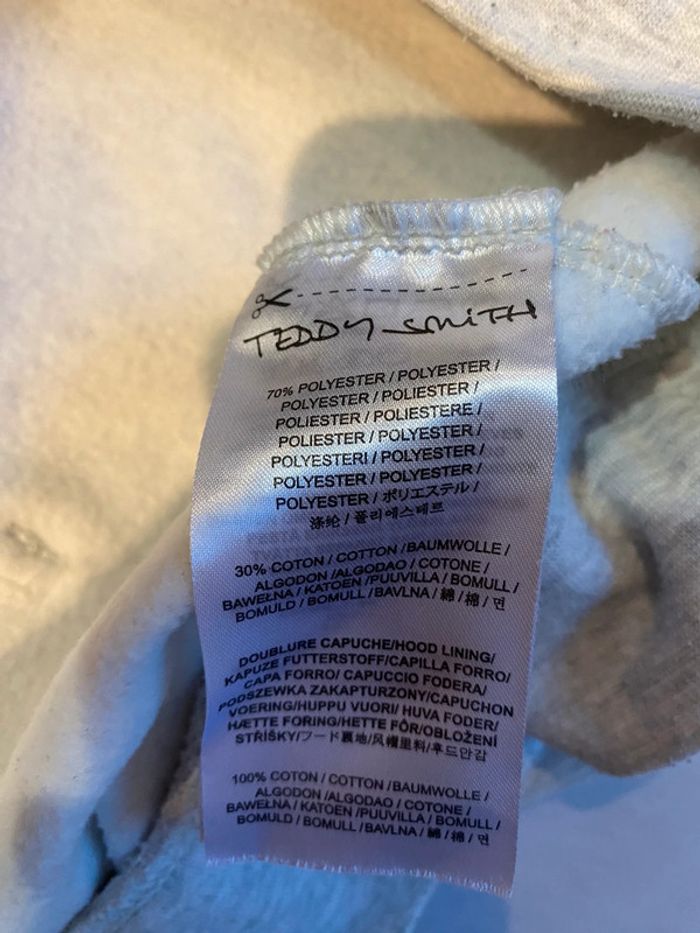 TEDDY SMITH
70% POLYESTER / POLYESTER /
POLYESTER / POLIESTER /
POLIESTER / POLIESTERE /
POLIESTER / POLYESTER /
POLYESTERI / POLYESTER /
POLYESTER / POLYESTER /
POLYESTER / ポリエステル /
涤纶 / 폴리에스테르
30% COTON / COTTON /BAUMWOLLE /
ALGODON /ALGODAO / COTONE /
BAWEŁNA / KATOEN /PUUVILLA / BOMULL /
BOMULD / BOMULL /BAVLNA / 綿 / 棉 / 면
DOUBLURE CAPUCHE/HOOD LINING/
KAPUZE FUTTERSTOFF/CAPILLA FORRO/
CAPA FORRO/ CAPUCCIO FODERA/
PODSZEWKA ZAKAPTURZONY/CAPUCHON
VOERING/HUPPU VUORI/ HUVA FODER/
HÆTTE FORING/HETTE FÔR/OBLOŽENÍ
STŘÍŠKY/フード裏地/风帽里料/후드안감
100% COTON / COTTON /BAUMWOLLE /
ALGODON /ALGODAO / COTONE /
BAWEŁNA / KATOEN /PUUVILLA / BOMULL /
BOMULD / BOMULL /BAVLNA / 綿 / 棉 / 면